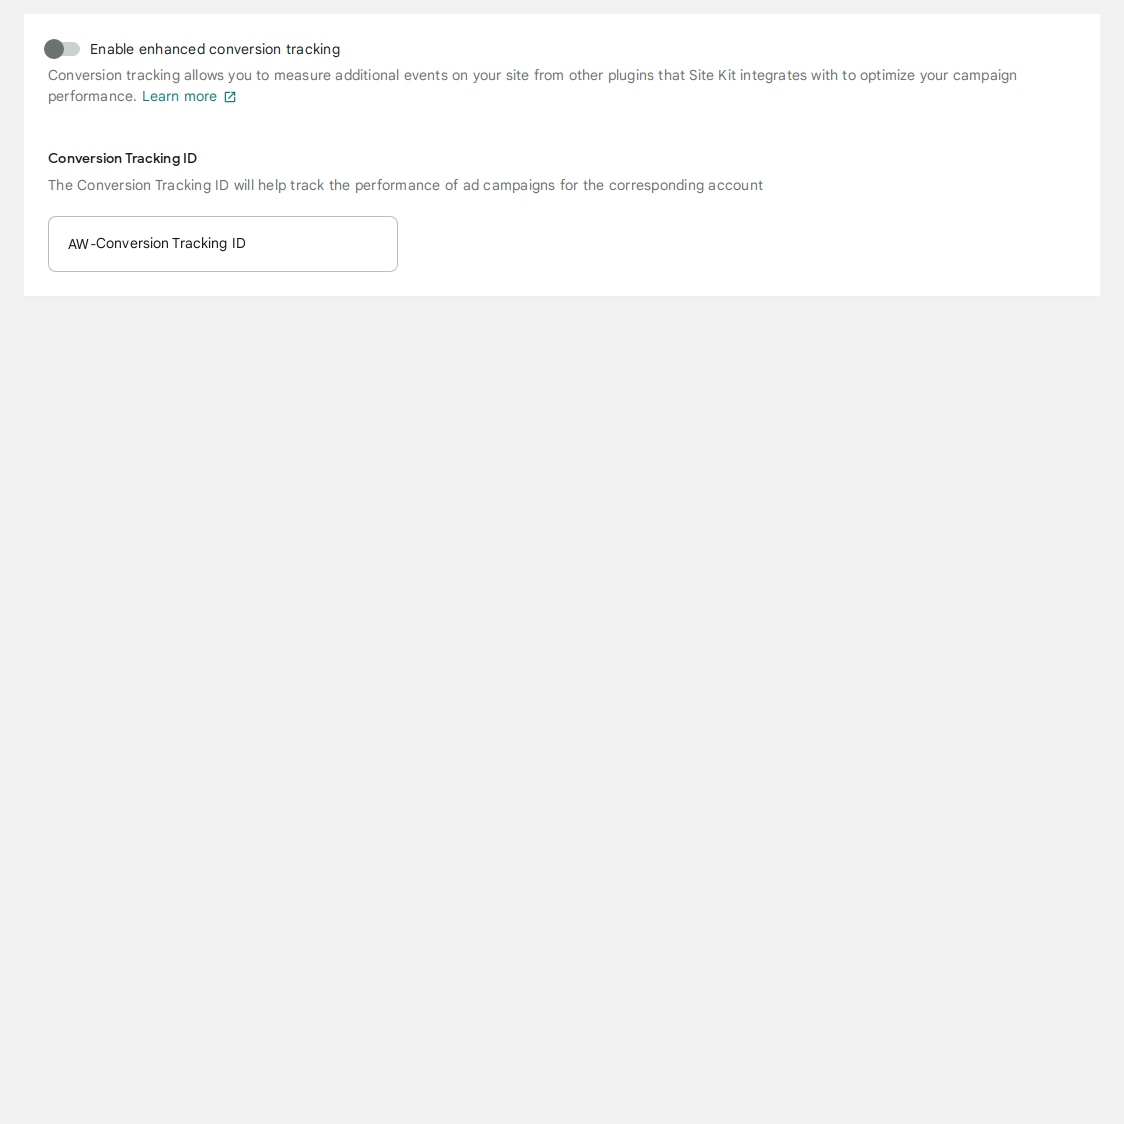 Enable enhanced conversion tracking
Conversion tracking allows you to measure additional events on your site from other plugins that Site Kit integrates with to optimize your campaign
performance. Learn more
Conversion Tracking ID
The Conversion Tracking ID will help track the performance of ad campaigns for the corresponding account
AW-Conversion Tracking ID